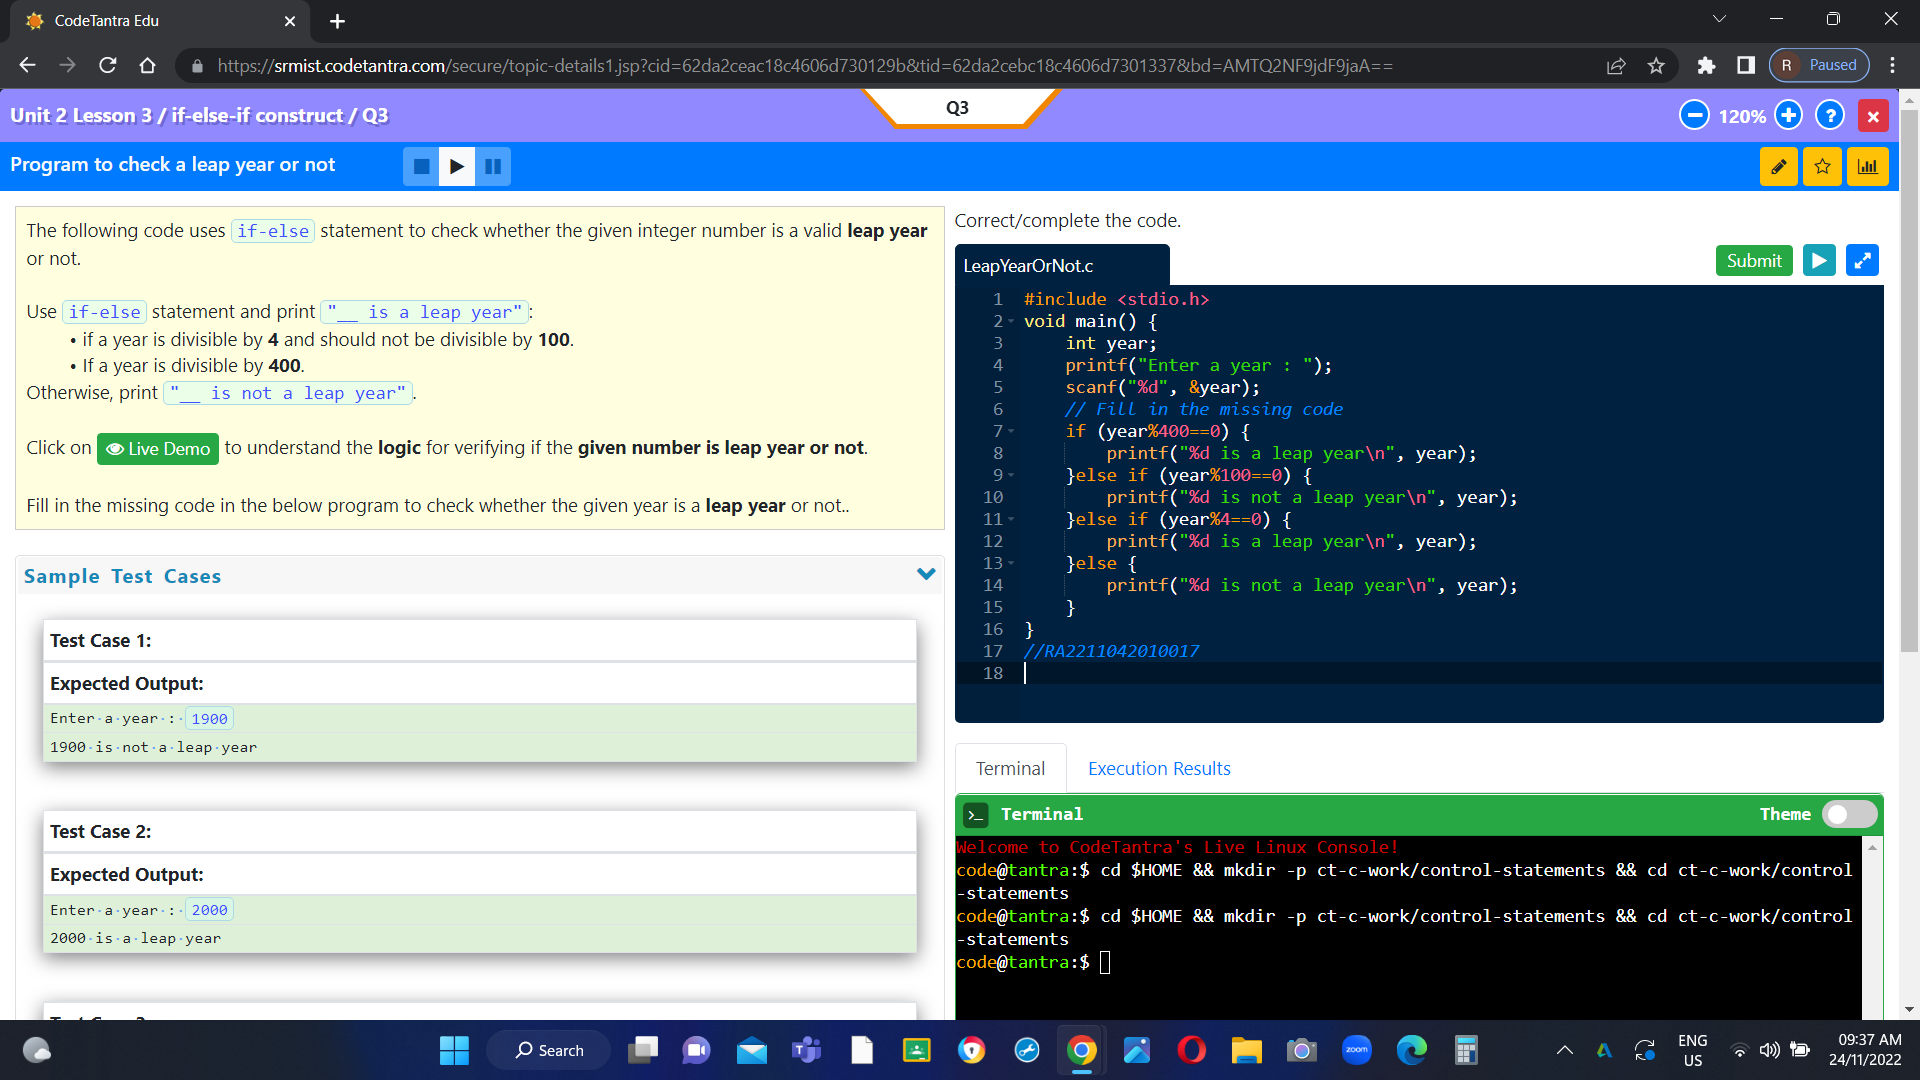 CodeTantra Edu
https://srmist.codetantra.com/secure/topic-details1.jsp?cid=62da2ceac18c4606d730129b&tid=62da2cebc18c4606d7301337&bd=AMTQ2NF9jdF9jaA==
R Paused
Unit 2 Lesson 3 / if-else-if construct / Q3
Q3
120%
?
Program to check a leap year or not
The following code uses if-else statement to check whether the given integer number is a valid leap year
or not.
Use if-else statement and print "__ is a leap year":
• if a year is divisible by 4 and should not be divisible by 100.
• If a year is divisible by 400.
Otherwise, print "__ is not a leap year".
Click on Live Demo to understand the logic for verifying if the given number is leap year or not.
Fill in the missing code in the below program to check whether the given year is a leap year or not..
Sample Test Cases
Test Case 1:
Expected Output:
Enter·a·year·:·1900
1900·is·not·a·leap·year
Test Case 2:
Expected Output:
Enter·a·year·:·2000
2000·is·a·leap·year
Correct/complete the code.
LeapYearOrNot.c
Submit
1 #include <stdio.h>
2 void main() {
3 int year;
4 printf("Enter a year : ");
5 scanf("%d", &year);
6 // Fill in the missing code
7 if (year%400==0) {
8 printf("%d is a leap year\n", year);
9 }else if (year%100==0) {
10 printf("%d is not a leap year\n", year);
11 }else if (year%4==0) {
12 printf("%d is a leap year\n", year);
13 }else {
14 printf("%d is not a leap year\n", year);
15 }
16 }
17 //RA2211042010017
18
Terminal
Execution Results
>_ Terminal
Theme
Welcome to CodeTantra's Live Linux Console!
code@tantra:$ cd $HOME && mkdir -p ct-c-work/control-statements && cd ct-c-work/control
-statements
code@tantra:$ cd $HOME && mkdir -p ct-c-work/control-statements && cd ct-c-work/control
-statements
code@tantra:$
Search
zoom
ENG
US
09:37 AM
24/11/2022